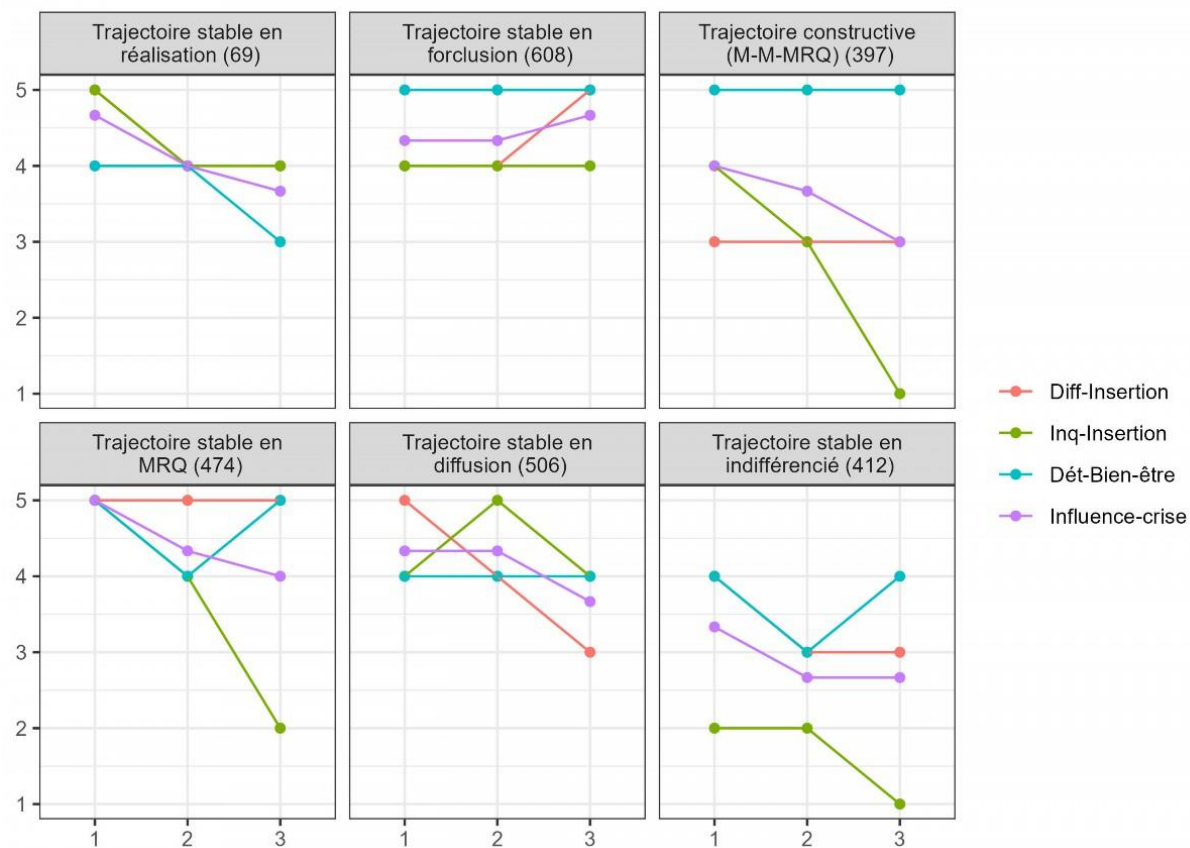 Trajectoire stable en
réalisation (69)
Trajectoire stable en
forclusion (608)
Trajectoire constructive
(M-M-MRQ) (397)
5
4
3
2
1
Trajectoire stable en
MRQ (474)
Trajectoire stable en
diffusion (506)
Trajectoire stable en
indifférencié (412)
5
4
3
2
1
1 2 3
1 2 3
1 2 3
Diff-Insertion
Inq-Insertion
Dét-Bien-être
Influence-crise